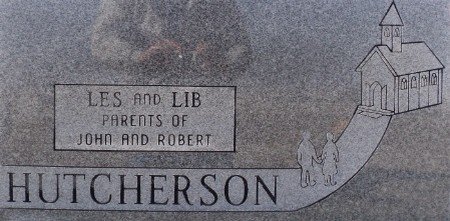 LES AND LIB
PARENTS OF
JOHN AND ROBERT
HUTCHERSON